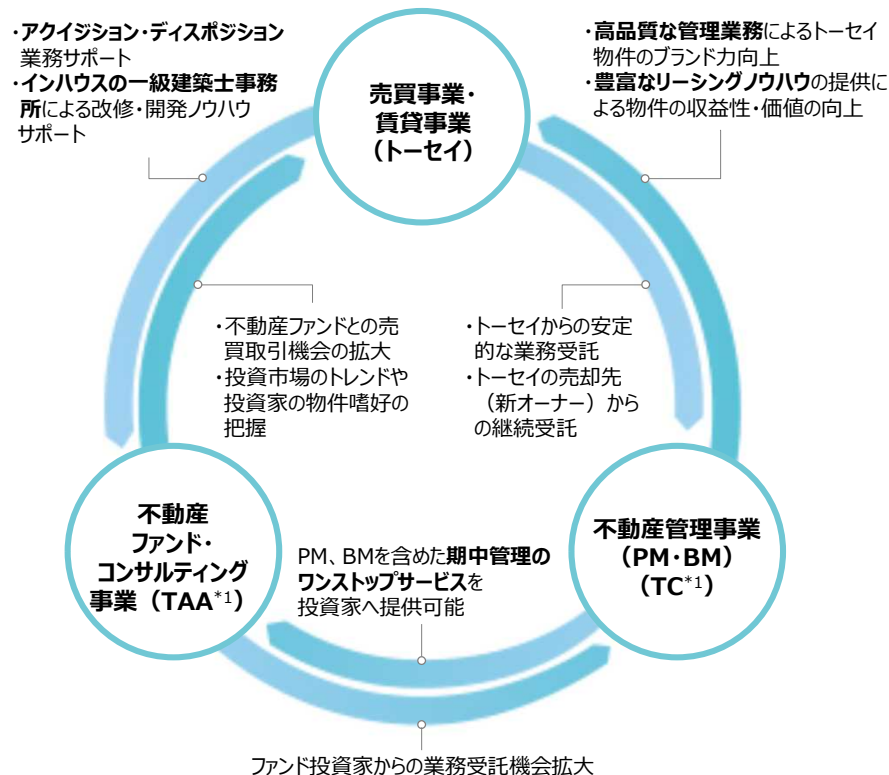 ・アクイジション・ディスポジション
業務サポート
・インハウスの一級建築士事務
所による改修・開発ノウハウ
サポート
売買事業・
賃貸事業
（トーセイ）
・高品質な管理業務によるトーセイ
物件のブランド力向上
・豊富なリーシングノウハウの提供に
よる物件の収益性・価値の向上
・不動産ファンドとの売
買取引機会の拡大
・投資市場のトレンドや
投資家の物件嗜好の
把握
・トーセイからの安定
的な業務受託
・トーセイの売却先
（新オーナー）から
の継続受託
不動産
ファンド・
コンサルティング
事業（TAA*1）
PM、BMを含めた期中管理の
ワンストップサービスを
投資家へ提供可能
不動産管理事業
（PM・BM）
（TC*1）
ファンド投資家からの業務受託機会拡大